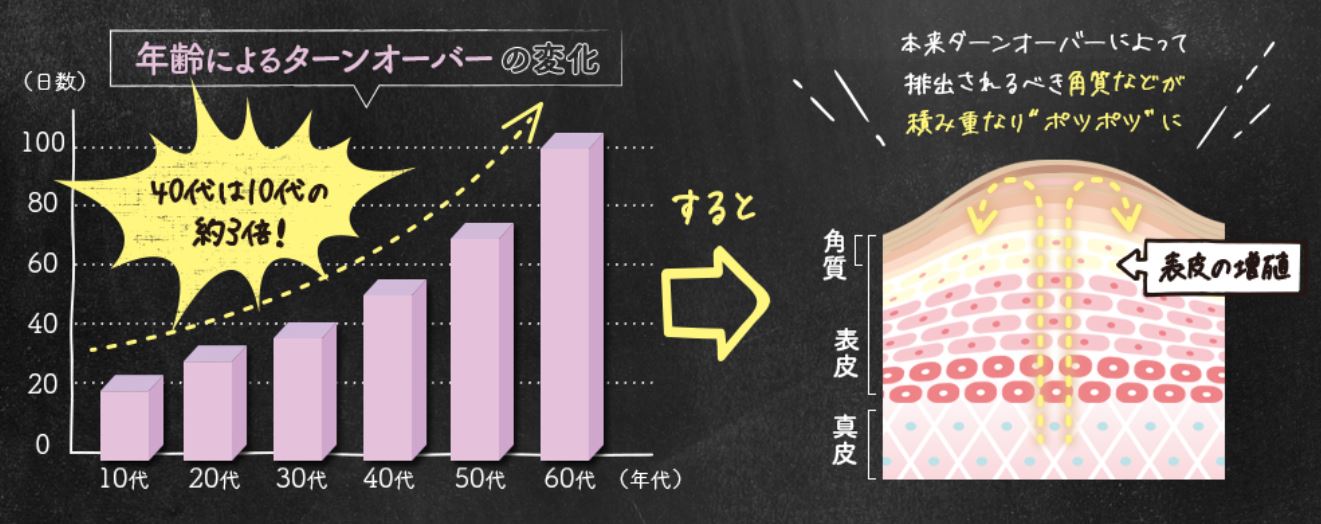 年齢によるターンオーバーの変化
(日数)
100
80
60
40
20
0
40代は10代の
約3倍!
10代 20代 30代 40代 50代 60代 (年代)
すると
本来ターンオーバーによって
排出されるべき角質などが
積み重なり“ポツポツ”に
角質
表皮
真皮
表皮の増殖